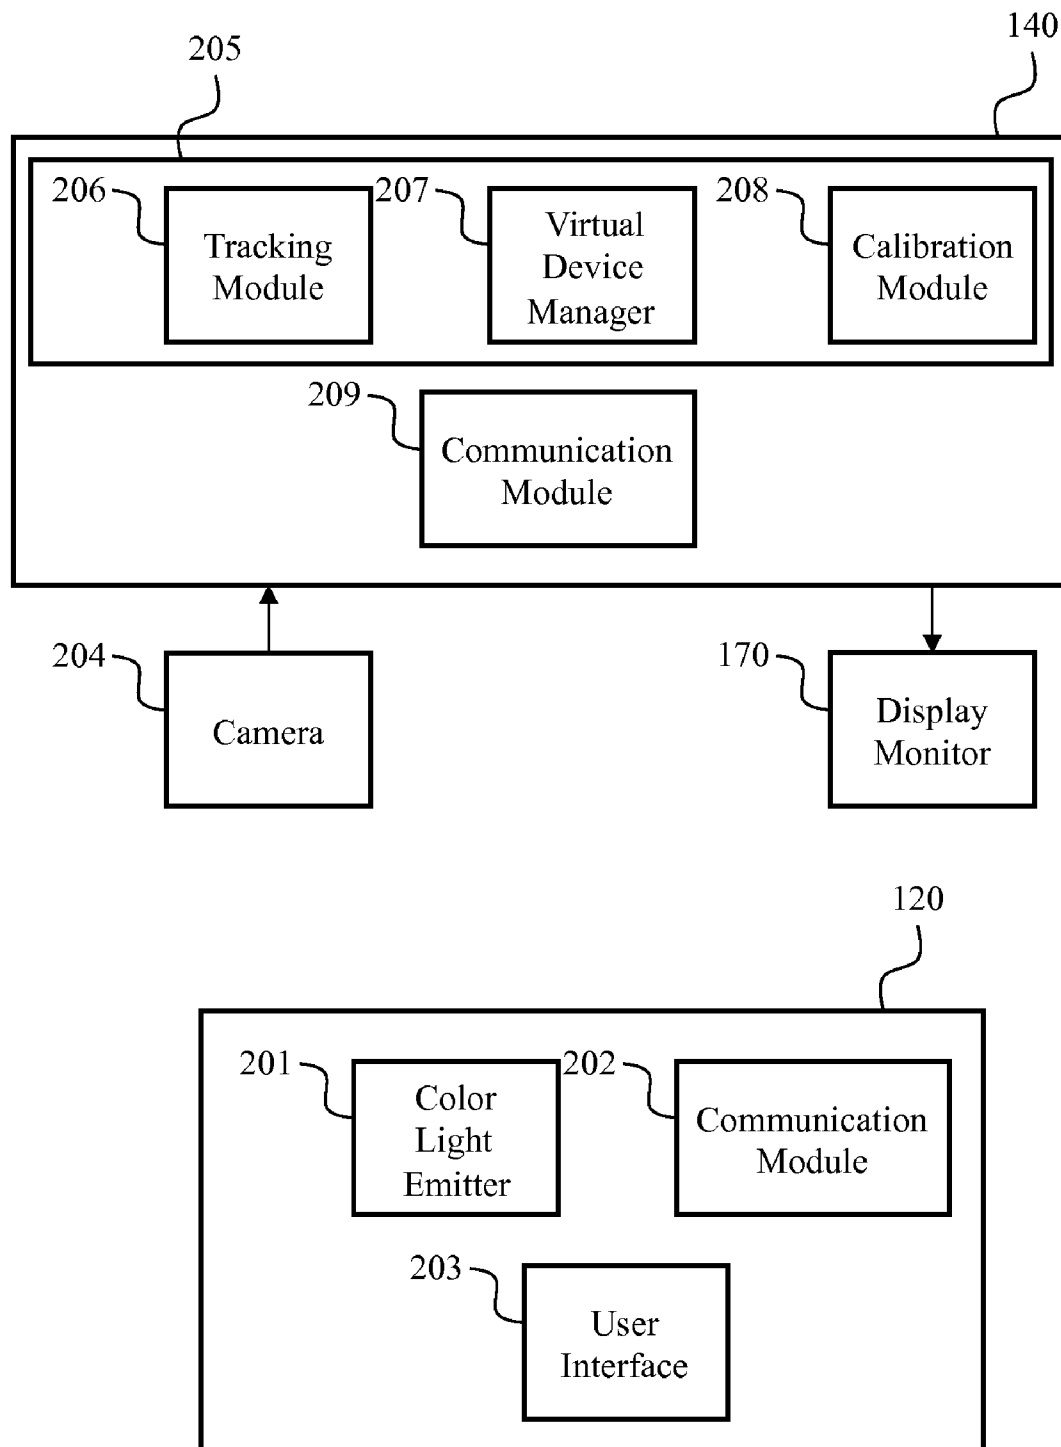 140
205
206
Tracking
Module
207
Virtual
Device
Manager
208
Calibration
Module
209
Communication
Module
204
Camera
170
Display
Monitor
120
201
Color
Light
Emitter
202
Communication
Module
203
User
Interface